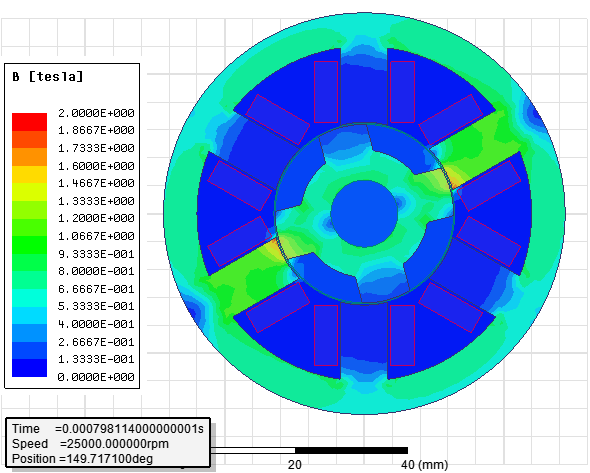 B [tesla]
2.0000E+000
1.8667E+000
1.7333E+000
1.6000E+000
1.4667E+000
1.3333E+000
1.2000E+000
1.0667E+000
9.3333E-001
8.0000E-001
6.6667E-001
5.3333E-001
4.0000E-001
2.6667E-001
1.3333E-001
0.0000E+000
Time =0.000798114000000001s
Speed =25000.000000rpm
Position =149.717100deg
20 40 (mm)